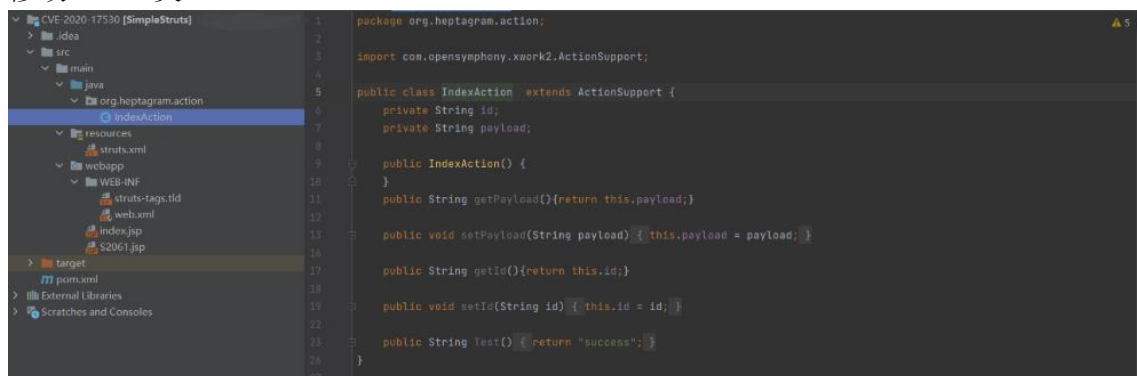 CVE-2020-17530 [SimpleStruts]
.idea
src
main
java
org.heptagram.action
IndexAction
resources
struts.xml
webapp
WEB-INF
struts-tags.tld
web.xml
index.jsp
S2061.jsp
target
pom.xml
External Libraries
Scratches and Consoles
1 package org.heptagram.action;
2
3 import com.opensymphony.xwork2.ActionSupport;
4
5 public class IndexAction extends ActionSupport {
6 private String id;
7 private String payload;
8
9 public IndexAction() {
10 }
11 public String getPayload(){return this.payload;}
12
13 public void setPayload(String payload) { this.payload = payload; }
16
17 public String getId(){return this.id;}
18
19 public void setId(String id) { this.id = id; }
22
23 public String Test() { return "success"; }
26 }
5